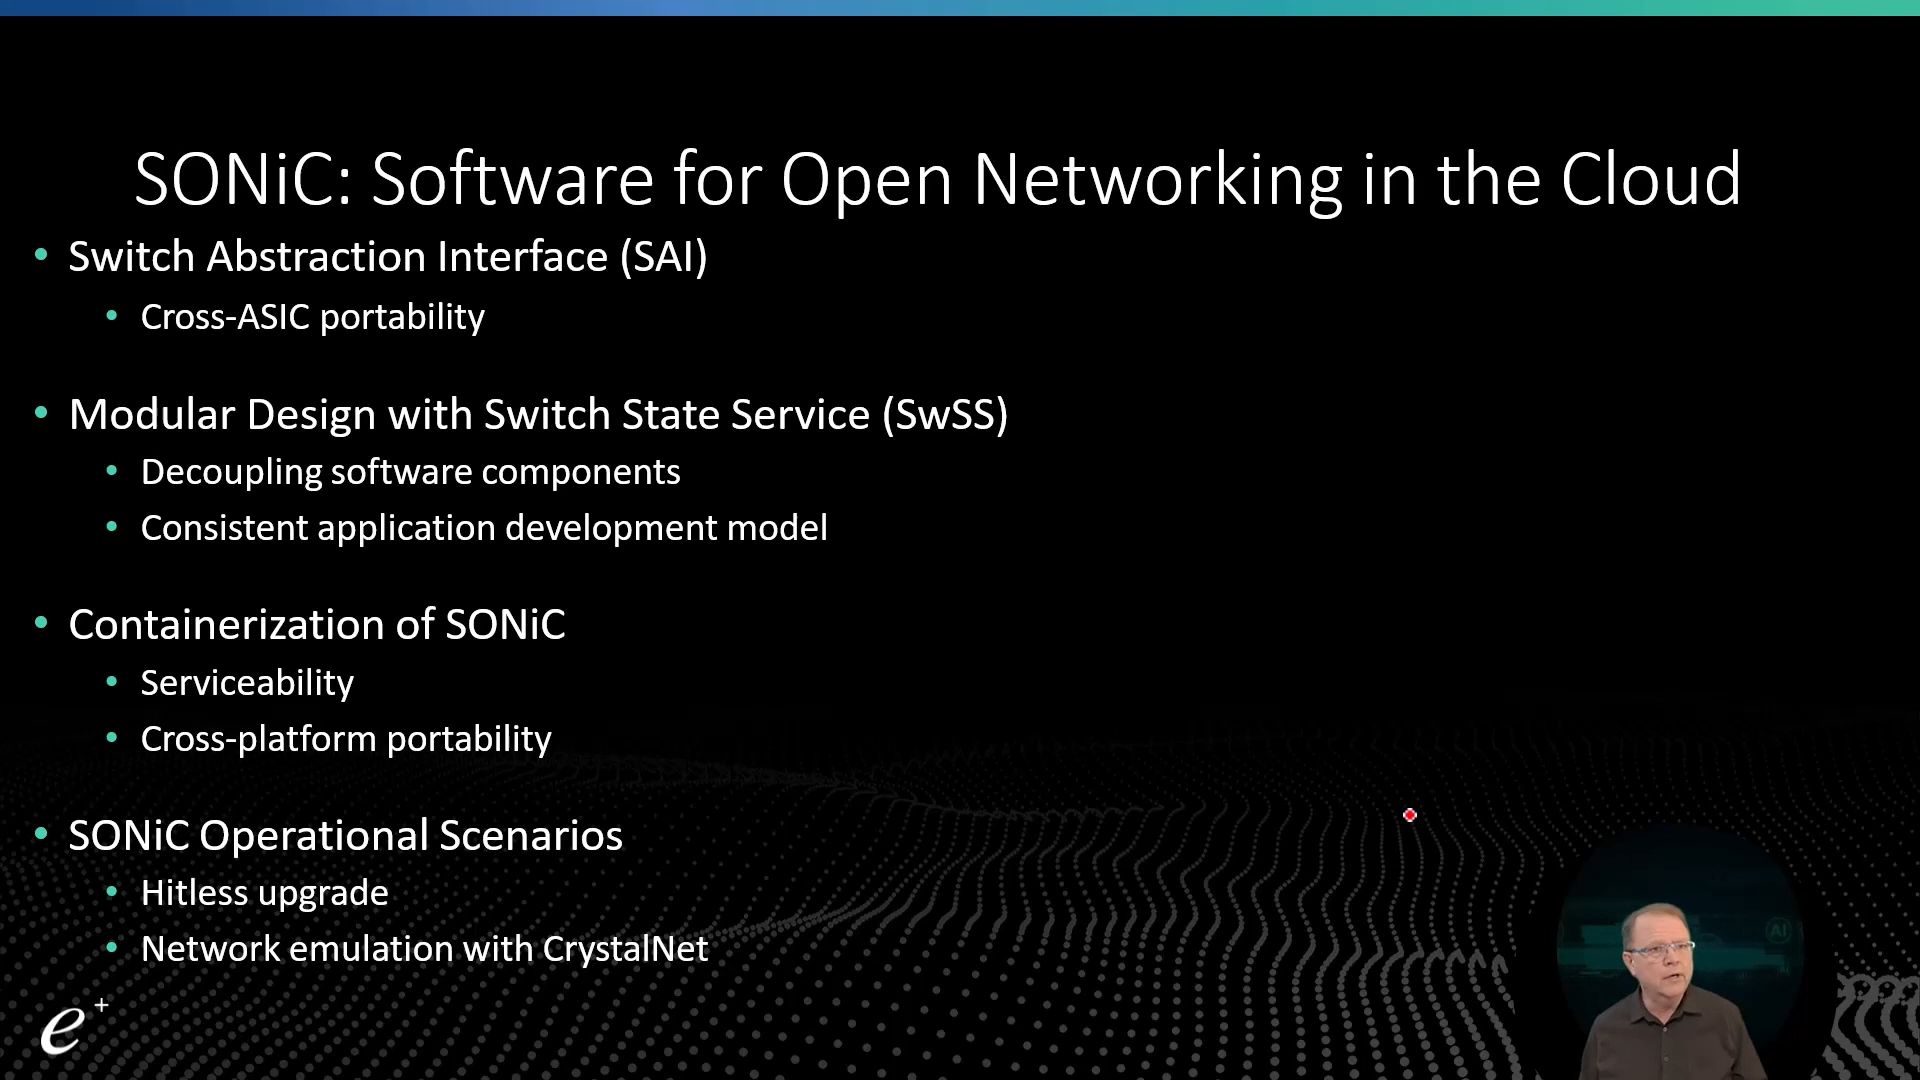 SONiC: Software for Open Networking in the Cloud
• Switch Abstraction Interface (SAI)
• Cross-ASIC portability
• Modular Design with Switch State Service (SwSS)
• Decoupling software components
• Consistent application development model
• Containerization of SONiC
• Serviceability
• Cross-platform portability
• SONiC Operational Scenarios
• Hitless upgrade
• Network emulation with CrystalNet
e+
AI